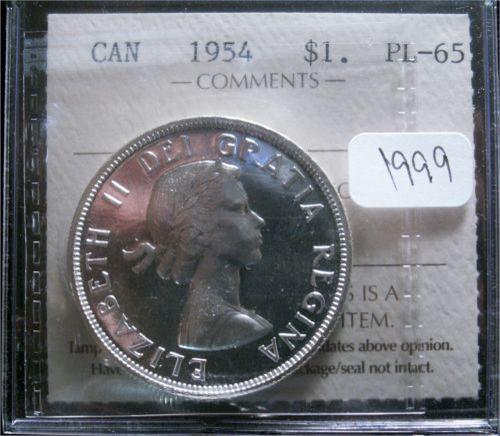 CAN 1954 $1. PL-65
— COMMENTS —
1999
ELIZABETH II DEI GRATIA REGINA
S IS A
ITEM.
Tamp dates above opinion.
Hav ckage/seal not intact.